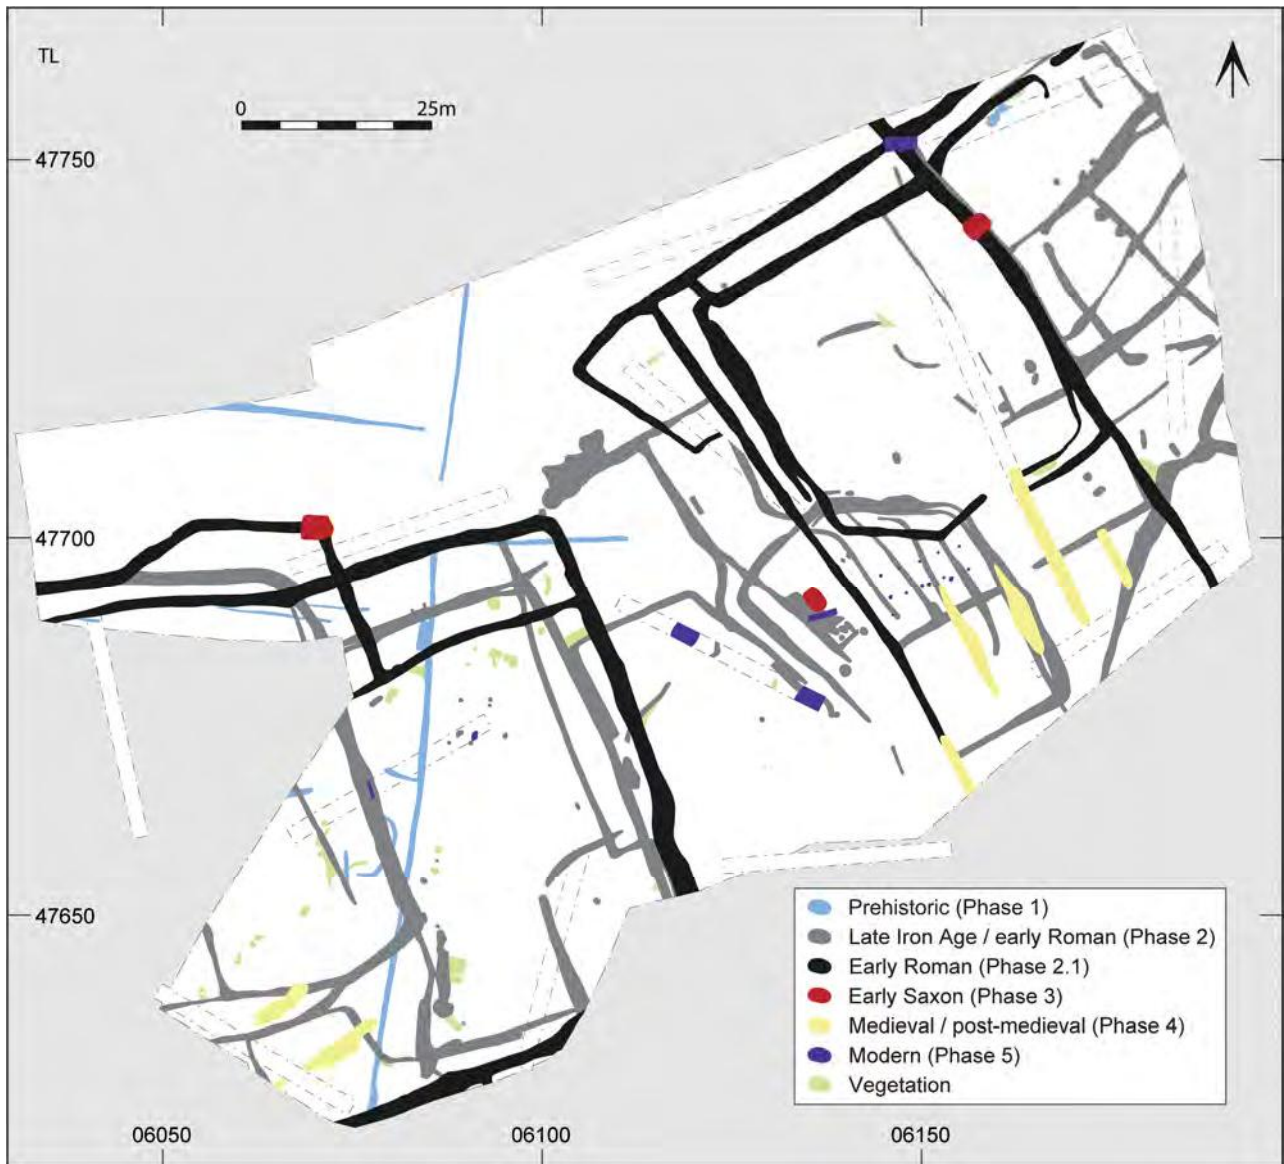 TL
0 25m
47750
47700
47650
Prehistoric (Phase 1)
Late Iron Age / early Roman (Phase 2)
Early Roman (Phase 2.1)
Early Saxon (Phase 3)
Medieval / post-medieval (Phase 4)
Modern (Phase 5)
Vegetation
06050 06100 06150